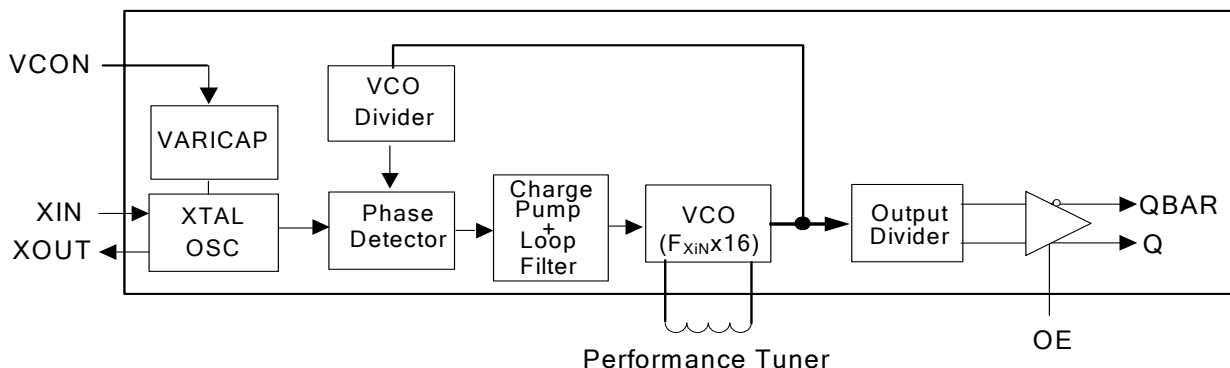 VCON
VARICAP
XIN
XOUT
XTAL
OSC
VCO
Divider
Phase
Detector
Charge
Pump
+
Loop
Filter
VCO
(FXiNx16)
Performance Tuner
Output
Divider
QBAR
Q
OE